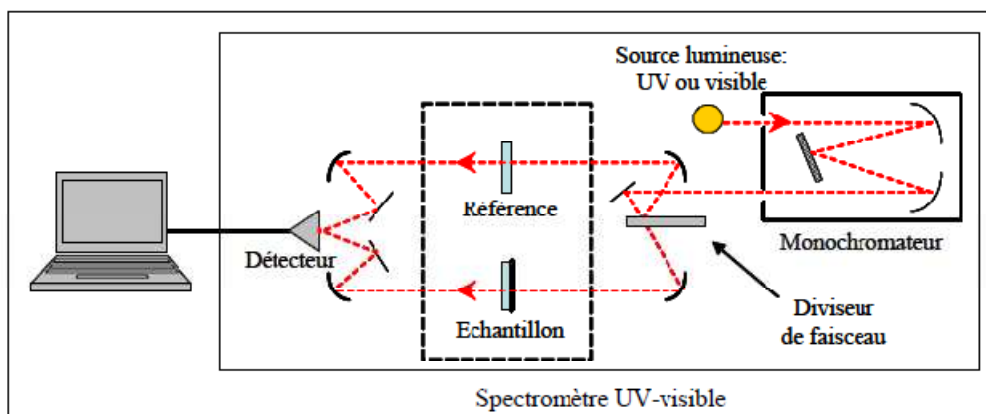 Source lumineuse:
UV ou visible
Référence
Monochromateur
Détecteur
Echantillon
Diviseur
de faisceau
Spectromètre UV-visible